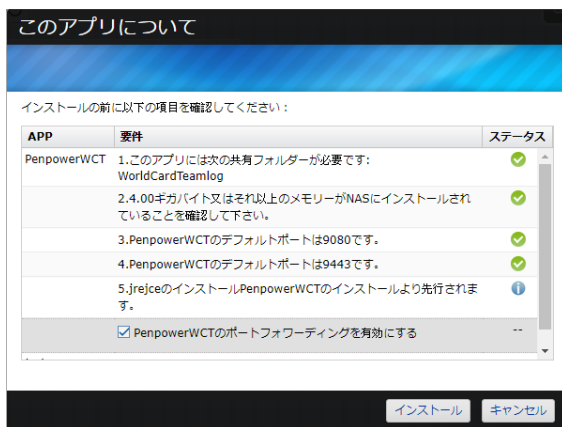 このアプリについて
インストールの前に以下の項目を確認してください：
APP 要件 ステータス
PenpowerWCT 1.このアプリには次の共有フォルダーが必要です:
WorldCardTeamlog
2.4.00ギガバイト又はそれ以上のメモリーがNASにインストールされ
ていることを確認して下さい。
3.PenpowerWCTのデフォルトポートは9080です。
4.PenpowerWCTのデフォルトポートは9443です。
5.jrejceのインストールPenpowerWCTのインストールより先行されま
す。
PenpowerWCTのポートフォワーディングを有効にする --
インストール キャンセル